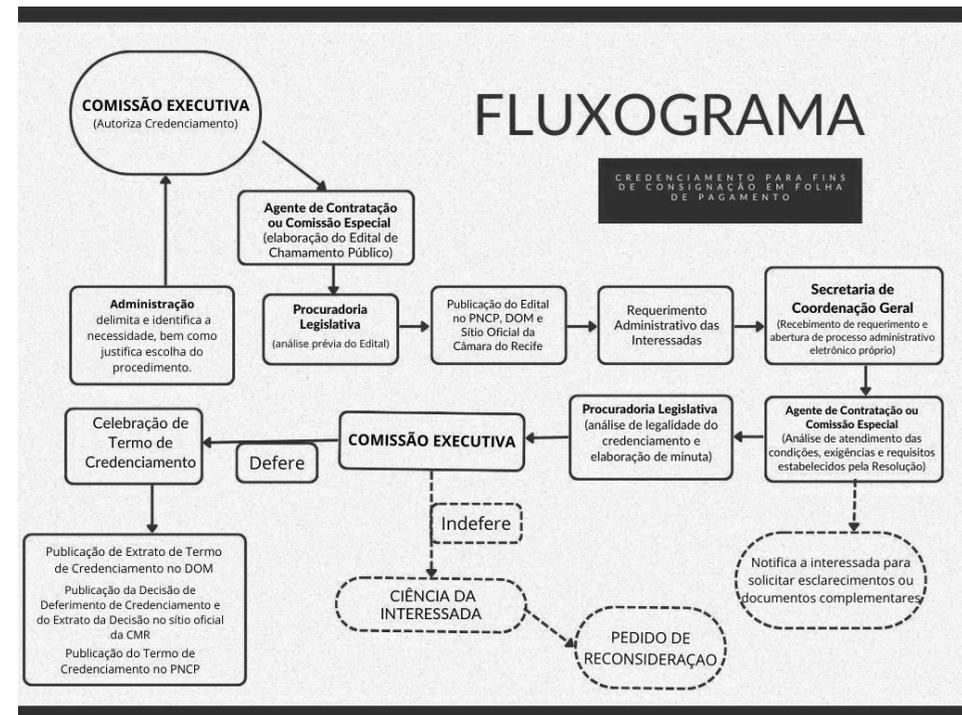 FLUXOGRAMA
CREDENCIAMENTO PARA FINS
DE CONSIGNAÇÃO EM FOLHA
DE PAGAMENTO
COMISSÃO EXECUTIVA
(Autoriza Credenciamento)
Administração
delimita e identifica a
necessidade, bem como
justifica escolha do
procedimento.
Agente de Contratação
ou Comissão Especial
(elaboração do Edital de
Chamamento Público)
Procuradoria
Legislativa
(análise prévia do Edital)
Publicação do Edital
no PNCP, DOM e
Sítio Oficial da
Câmara do Recife
Requerimento
Administrativo das
Interessadas
Secretaria de
Coordenação Geral
(Recebimento de requerimento e
abertura de processo administrativo
eletrônico próprio)
Agente de Contratação ou
Comissão Especial
(Análise de atendimento das
condições, exigências e requisitos
estabelecidos pela Resolução)
Notifica a interessada para
solicitar esclarecimentos ou
documentos complementares
Procuradoria Legislativa
(análise de legalidade do
credenciamento e
elaboração de minuta)
COMISSÃO EXECUTIVA
Defere
Celebração de
Termo de
Credenciamento
Publicação de Extrato de Termo
de Credenciamento no DOM
Publicação da Decisão de
Deferimento de Credenciamento e
do Extrato da Decisão no sítio oficial
da CMR
Publicação do Termo de
Credenciamento no PNCP
Indefere
CIÊNCIA DA
INTERESSADA
PEDIDO DE
RECONSIDERAÇAO